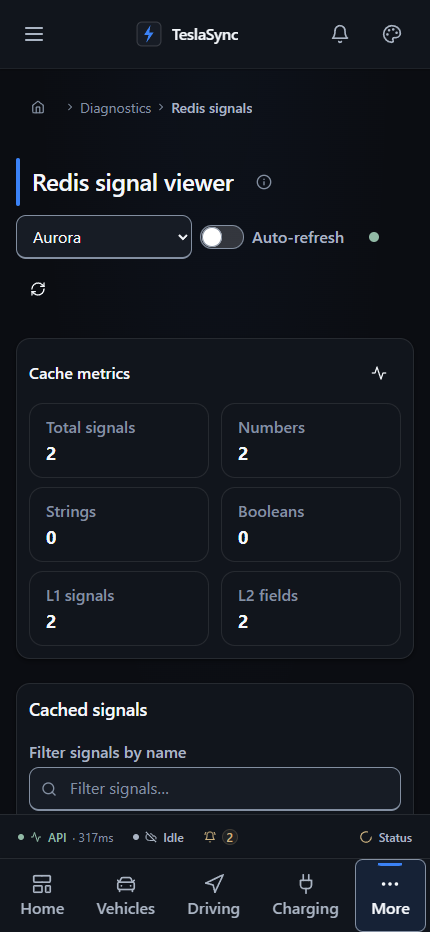 TeslaSync
Diagnostics Redis signals
Redis signal viewer
Aurora Auto-refresh
Cache metrics
Total signals Numbers
2 2
Strings Booleans
0 0
L1 signals L2 fields
2 2
Cached signals
Filter signals by name
Filter signals...
API · 317ms Idle 2 Status
Home Vehicles Driving Charging More